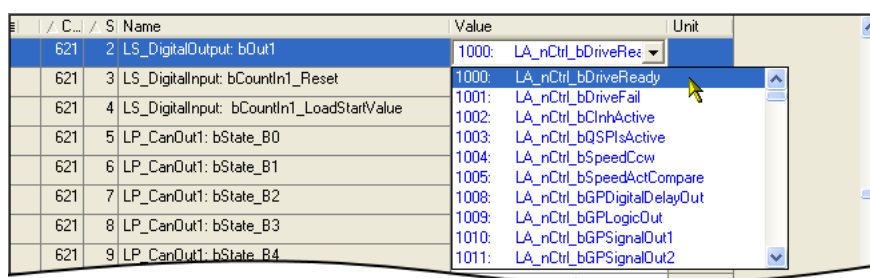 C... S Name Value Unit
621 2 LS_DigitalOutput: bOut1 1000: LA_nCtrl_bDriveRea
621 3 LS_DigitalInput: bCountIn1_Reset 1000: LA_nCtrl_bDriveReady
1001: LA_nCtrl_bDriveFail
621 4 LS_DigitalInput: bCountIn1_LoadStartValue 1002: LA_nCtrl_bCInhActive
1003: LA_nCtrl_bQSPIsActive
621 5 LP_CanOut1: bState_B0 1004: LA_nCtrl_bSpeedCcw
621 6 LP_CanOut1: bState_B1 1005: LA_nCtrl_bSpeedActCompare
621 7 LP_CanOut1: bState_B2 1008: LA_nCtrl_bGPDigitalDelayOut
1009: LA_nCtrl_bGPLogicOut
621 8 LP_CanOut1: bState_B3 1010: LA_nCtrl_bGPSignalOut1
621 9 LP_CanOut1: bState_B4 1011: LA_nCtrl_bGPSignalOut2